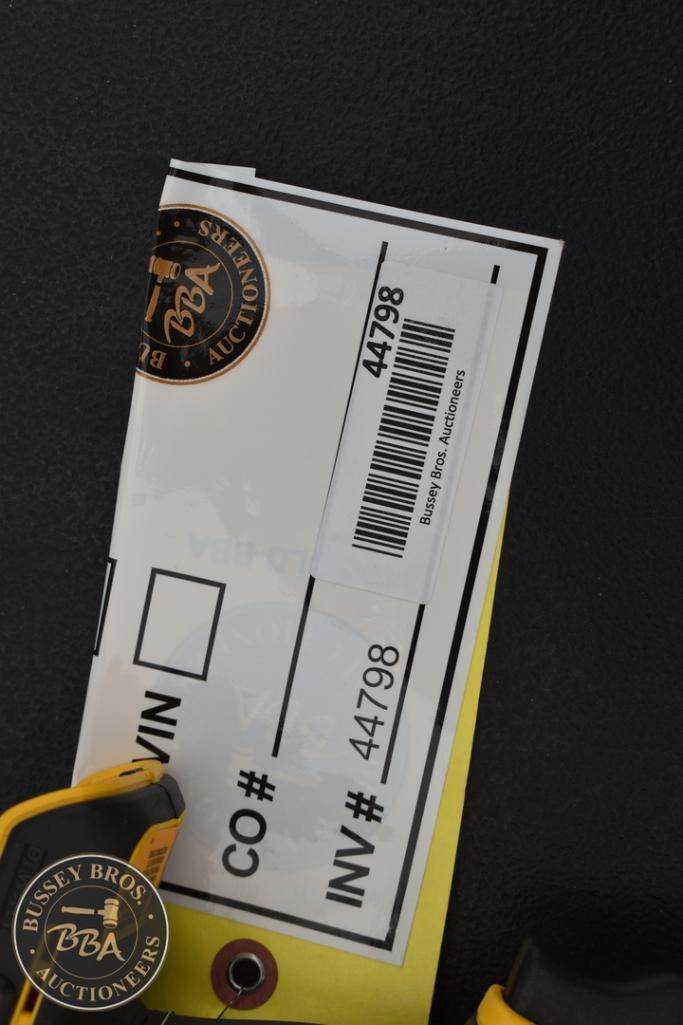 BUSSEY BROS. AUCTIONEERS
BBA
VIN
CO #
INV # 44798
44798
Bussey Bros. Auctioneers
BUSSEY BROS.
BBA
AUCTIONEERS